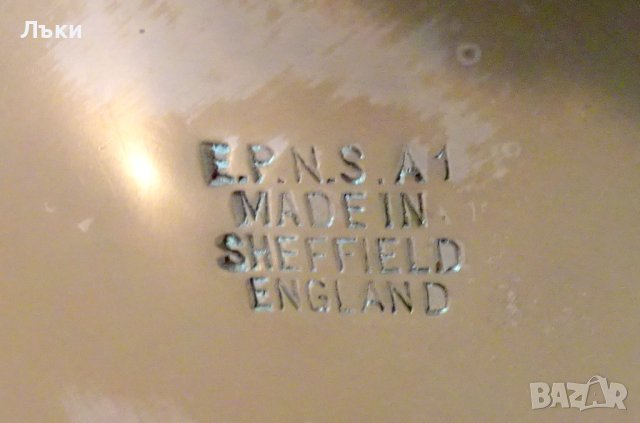 Лъки
E.P.N.S. A1
MADE IN
SHEFFIELD
ENGLAND
BAZAR